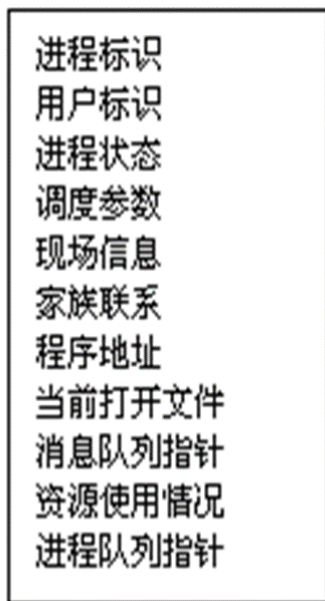 进程标识
用户标识
进程状态
调度参数
现场信息
家族联系
程序地址
当前打开文件
消息队列指针
资源使用情况
进程队列指针